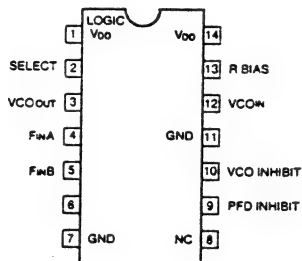 LOGIC
1 VDD VDD 14
SELECT 2 13 R BIAS
VCOOUT 3 12 VCOIN
FINA 4 GND 11
FINB 5 10 VCO INHIBIT
6 9 PFD INHIBIT
7 GND NC 8